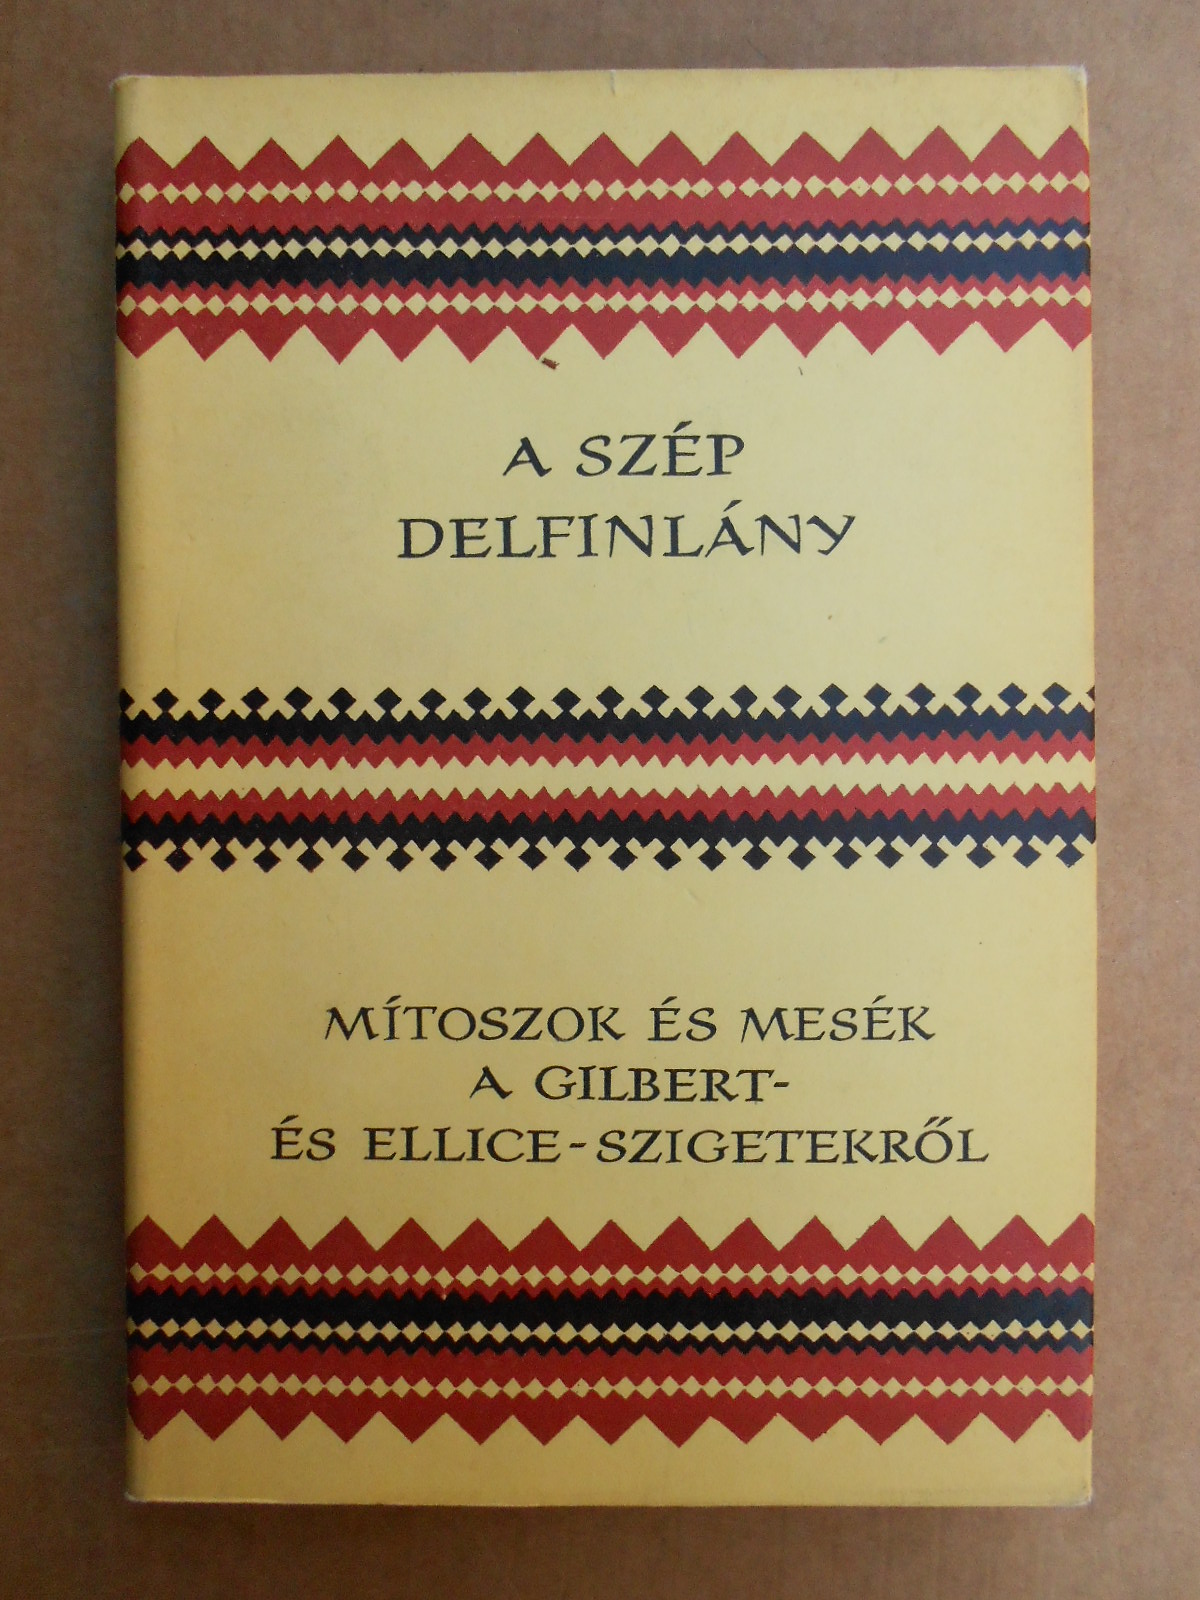 A SZÉP
DELFINLÁNY
MÍTOSZOK ÉS MESÉK
A GILBERT-
ÉS ELLICE-SZIGETEKRŐL